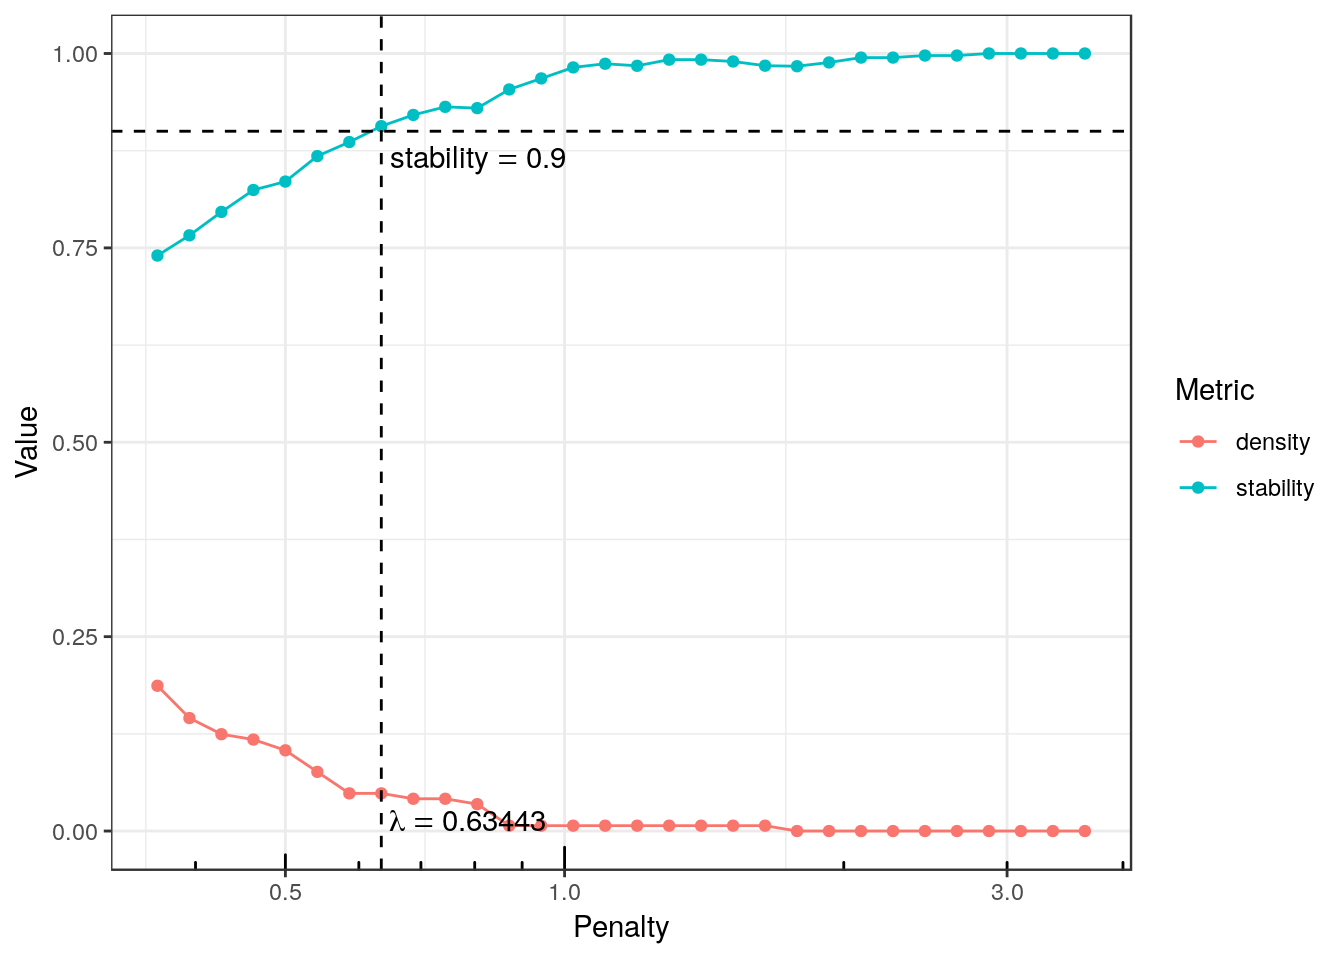 1.00
0.75
0.50
0.25
0.00
Value
stability = 0.9
λ = 0.63443
0.5
1.0
3.0
Penalty
Metric
density
stability